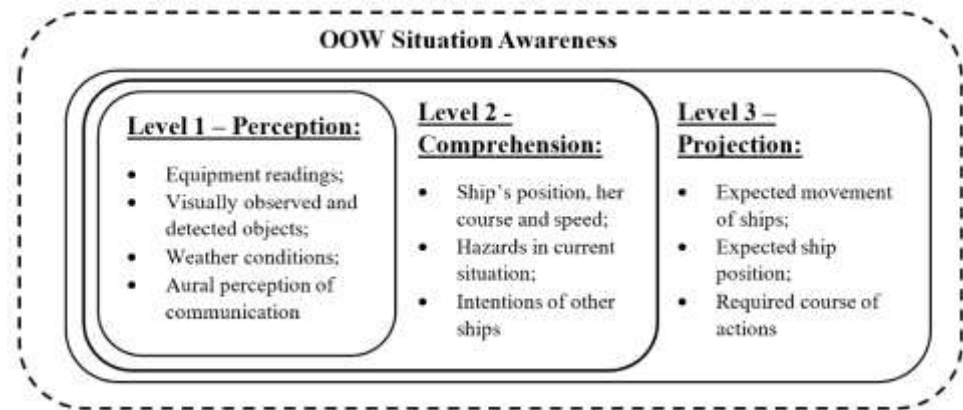 OOW Situation Awareness
Level 1 – Perception:
• Equipment readings;
• Visually observed and
detected objects;
• Weather conditions;
• Aural perception of
communication
Level 2 -
Comprehension:
• Ship's position, her
course and speed;
• Hazards in current
situation;
• Intentions of other
ships
Level 3 –
Projection:
• Expected movement
of ships;
• Expected ship
position;
• Required course of
actions